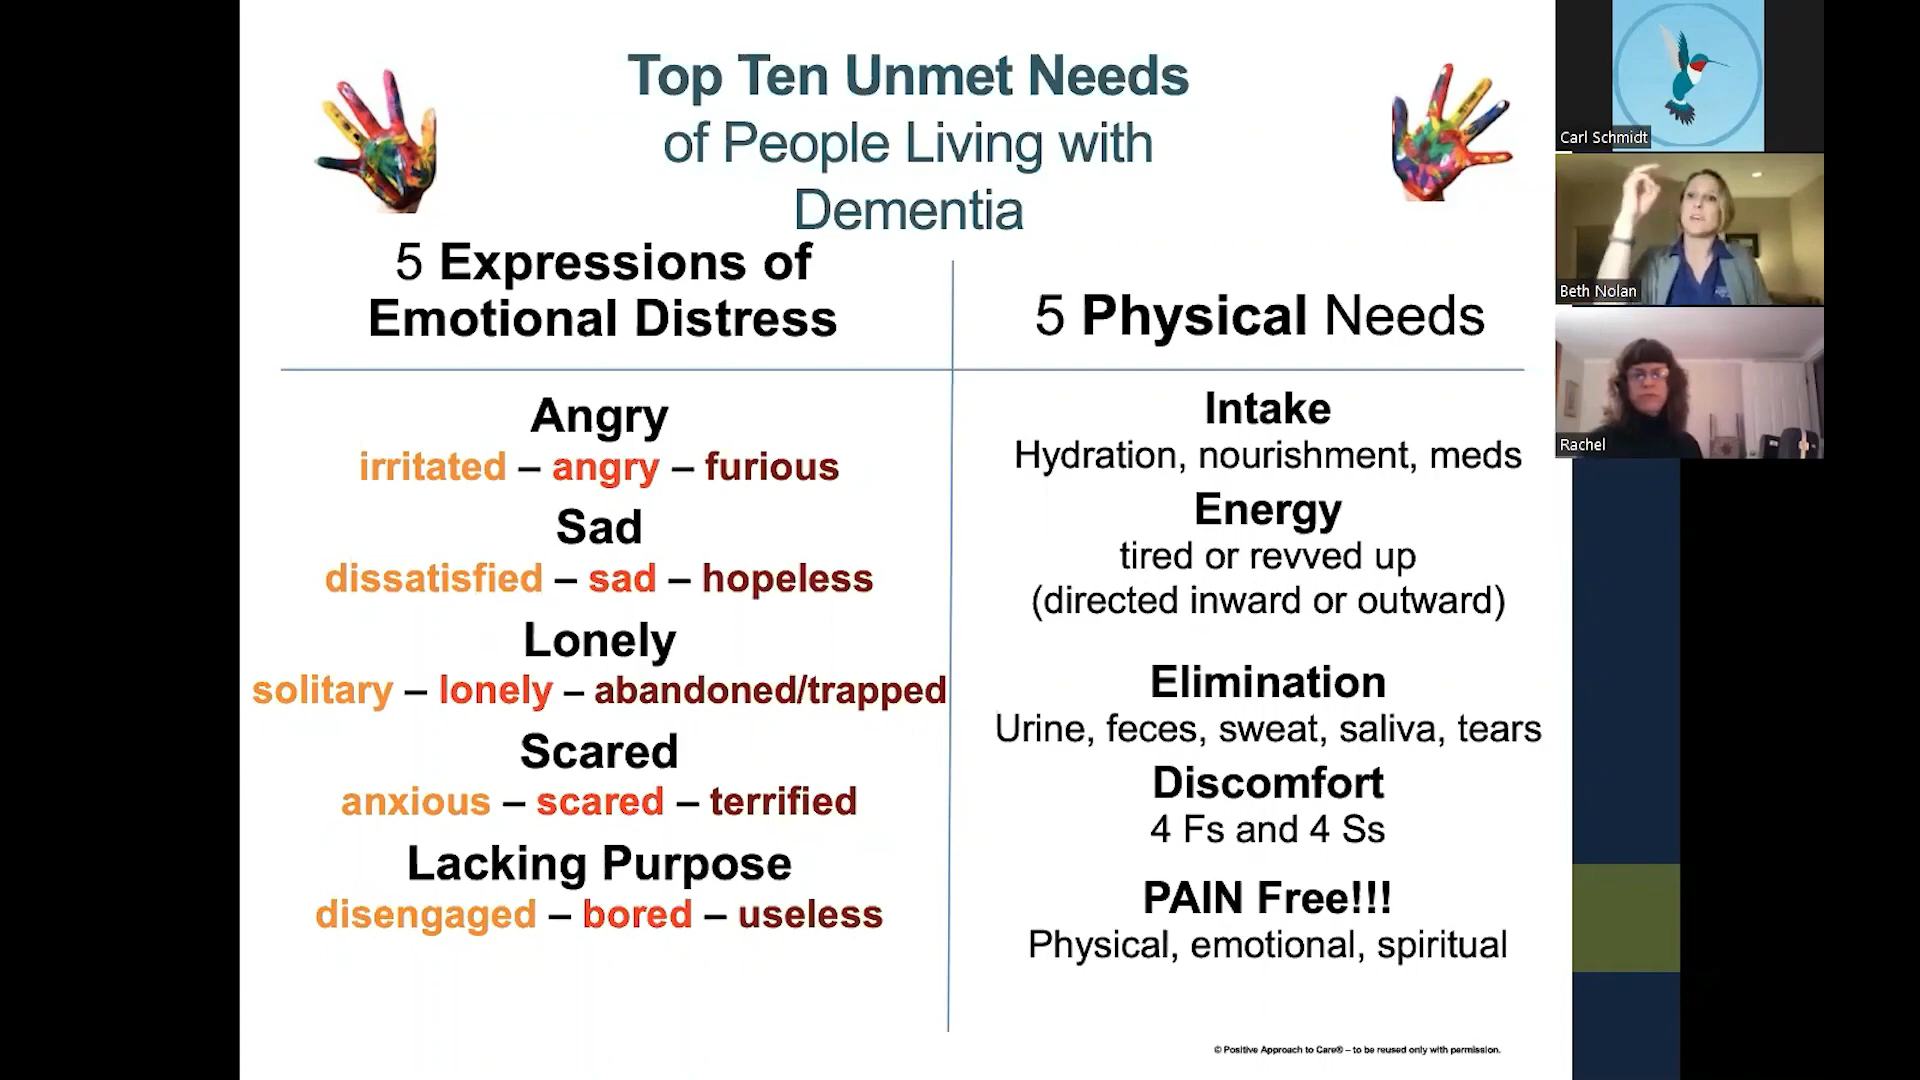 Top Ten Unmet Needs
of People Living with
Dementia
5 Expressions of
Emotional Distress
Angry
irritated – angry – furious
Sad
dissatisfied – sad – hopeless
Lonely
solitary – lonely – abandoned/trapped
Scared
anxious – scared – terrified
Lacking Purpose
disengaged – bored – useless
5 Physical Needs
Intake
Hydration, nourishment, meds
Energy
tired or revved up
(directed inward or outward)
Elimination
Urine, feces, sweat, saliva, tears
Discomfort
4 Fs and 4 Ss
PAIN Free!!!
Physical, emotional, spiritual
© Positive Approach to Care® – to be reused only with permission.
Carl Schmidt
Beth Nolan
Rachel